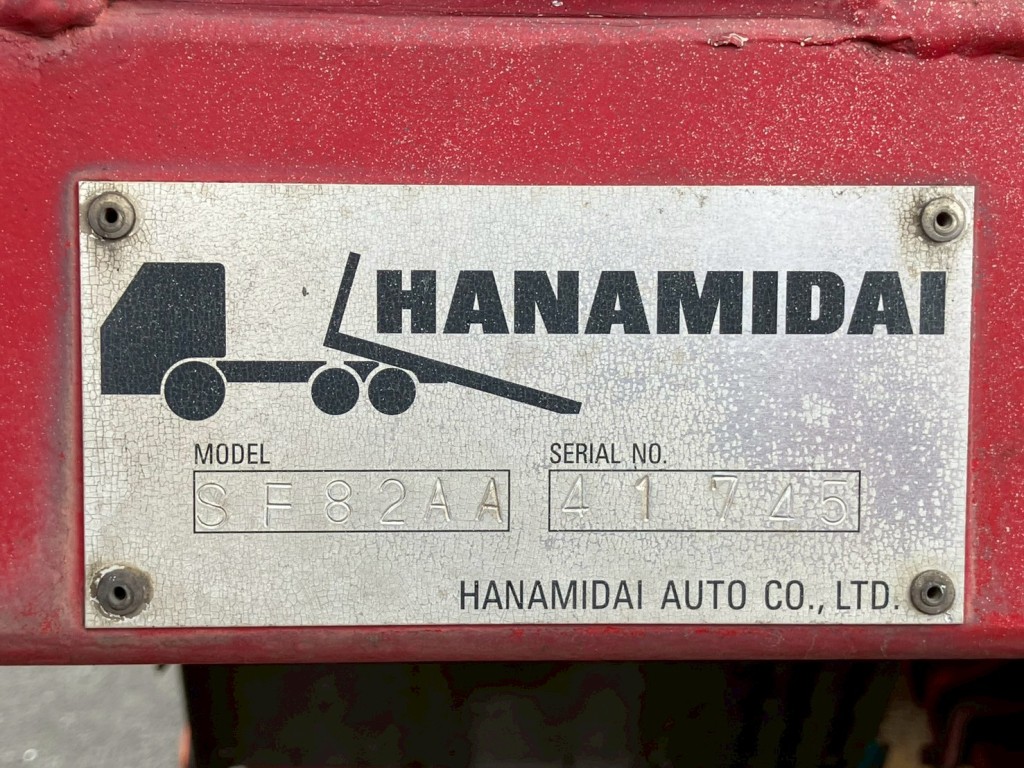 HANAMIDAI
MODEL SERIAL NO.
SF82AA 41745
HANAMIDAI AUTO CO., LTD.